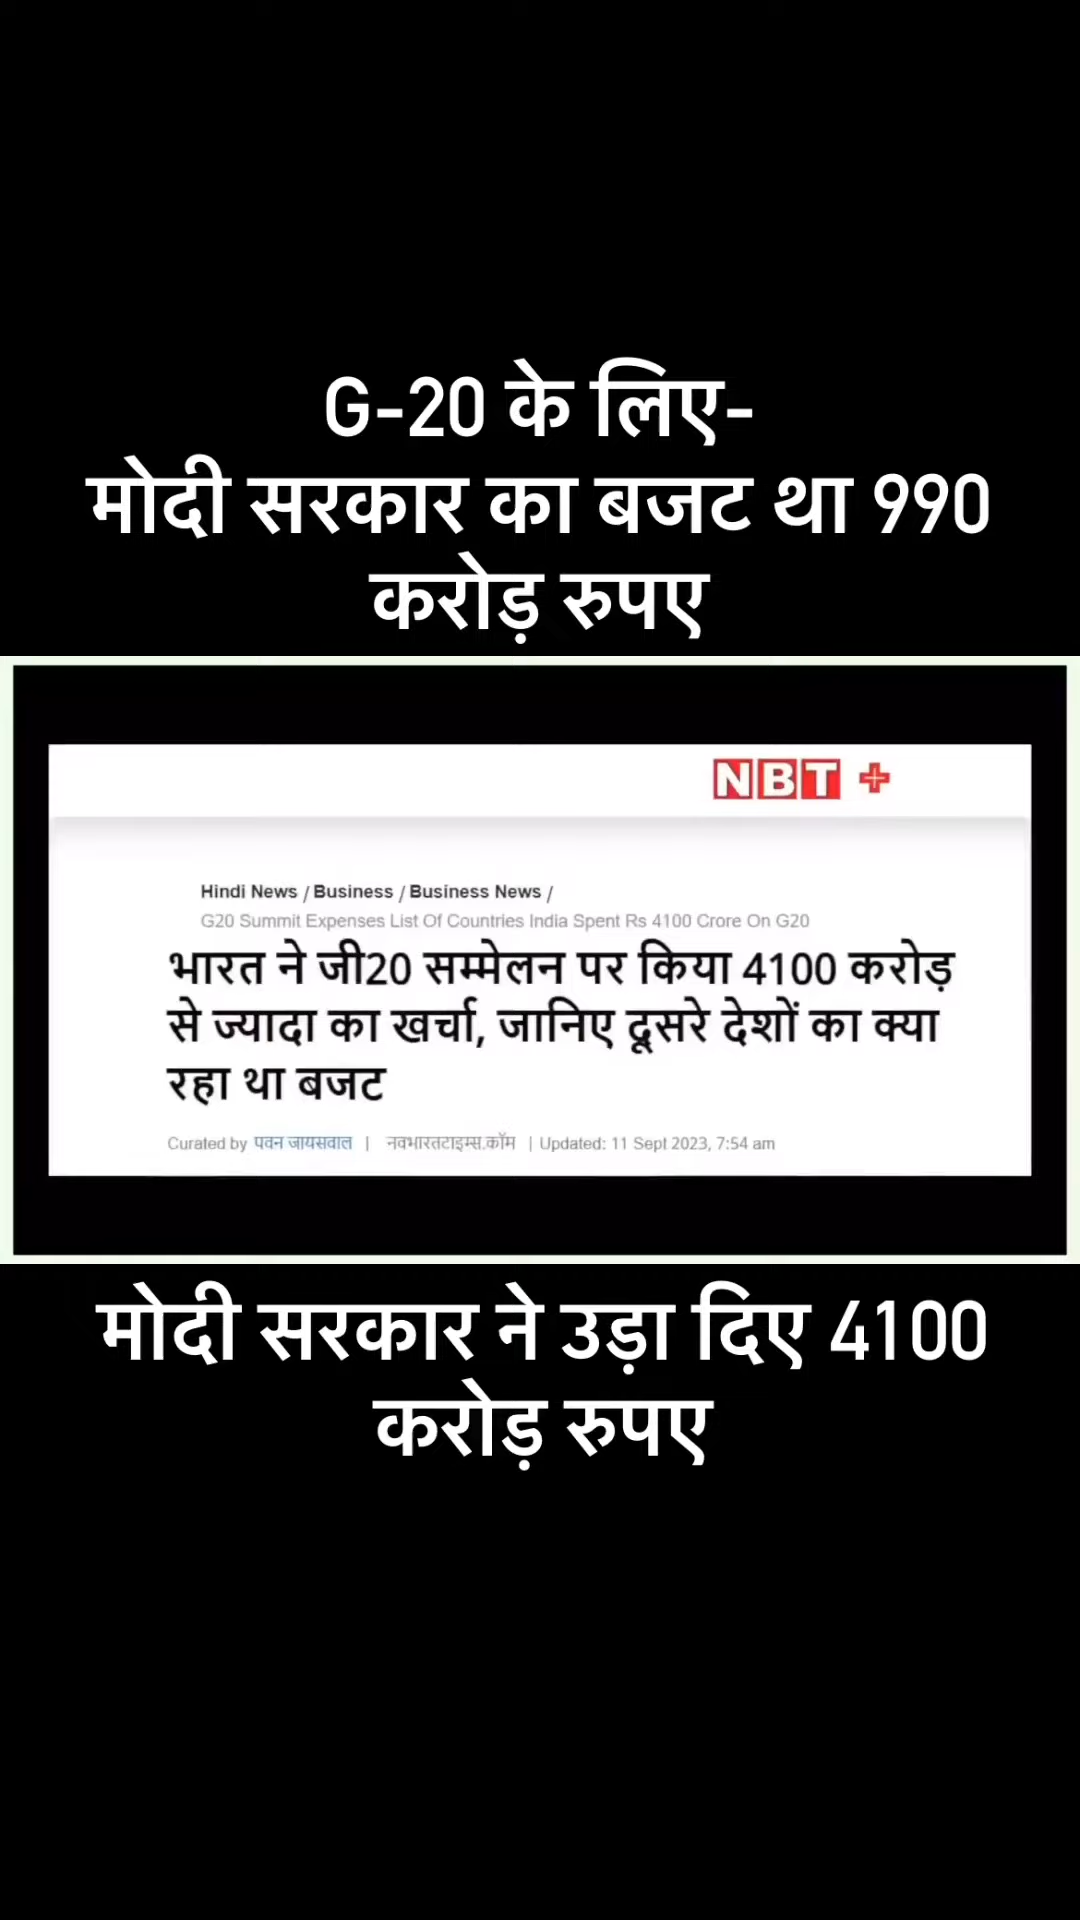 G-20 के लिए-
मोदी सरकार का बजट था 990
करोड़ रुपए
NBT +
Hindi News / Business / Business News /
G20 Summit Expenses List Of Countries India Spent Rs 4100 Crore On G20
भारत ने जी20 सम्मेलन पर किया 4100 करोड़
से ज्यादा का खर्चा, जानिए दूसरे देशों का क्या
रहा था बजट
Curated by पवन जायसवाल | नवभारतटाइम्स.कॉम | Updated: 11 Sept 2023, 7:54 am
मोदी सरकार ने उड़ा दिए 4100
करोड़ रुपए